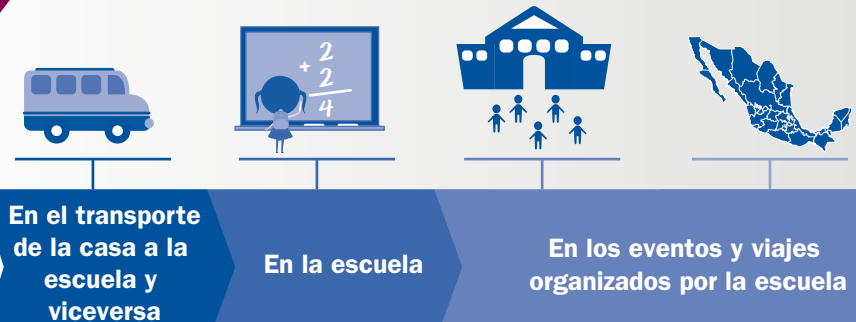 2
+ 2
4
En el transporte
de la casa a la
escuela y
viceversa
En la escuela
En los eventos y viajes
organizados por la escuela